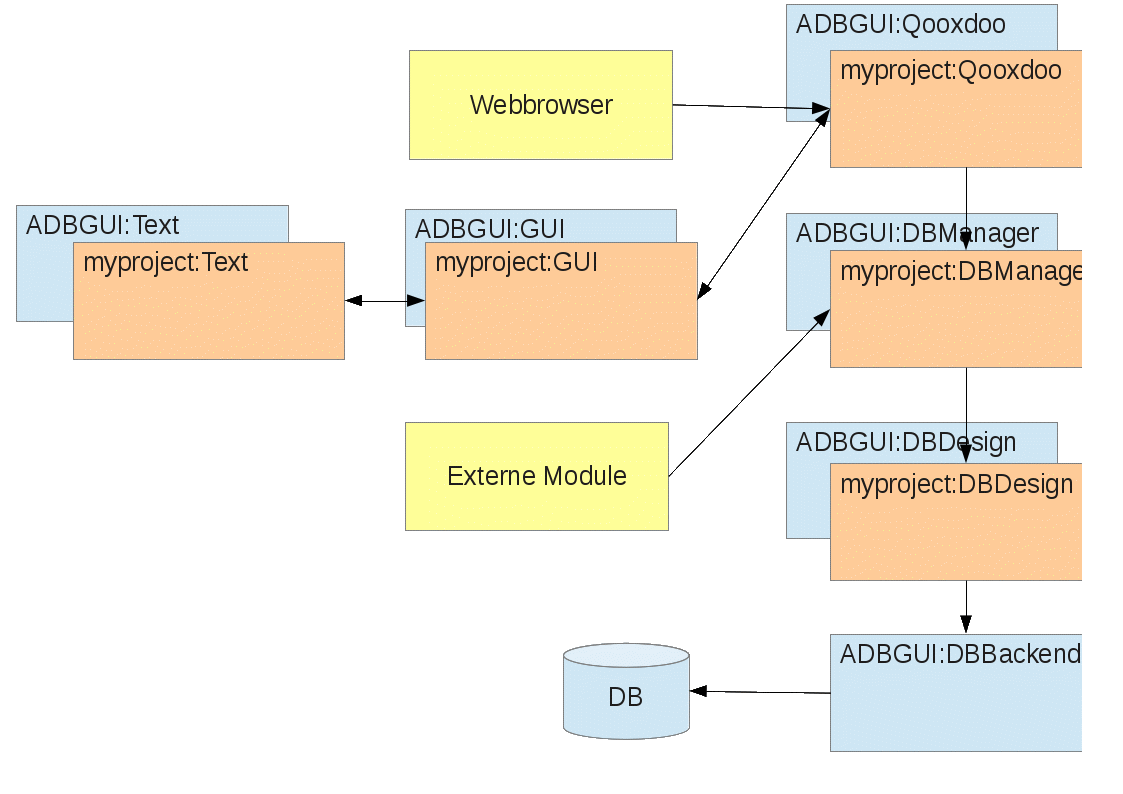 ADBGUI:Qooxdoo
myproject:Qooxdoo
Webbrowser
ADBGUI:Text
myproject:Text
ADBGUI:GUI
myproject:GUI
ADBGUI:DBManager
myproject:DBManage
Externe Module
ADBGUI:DBDesign
myproject:DBDesign
ADBGUI:DBBackend
DB